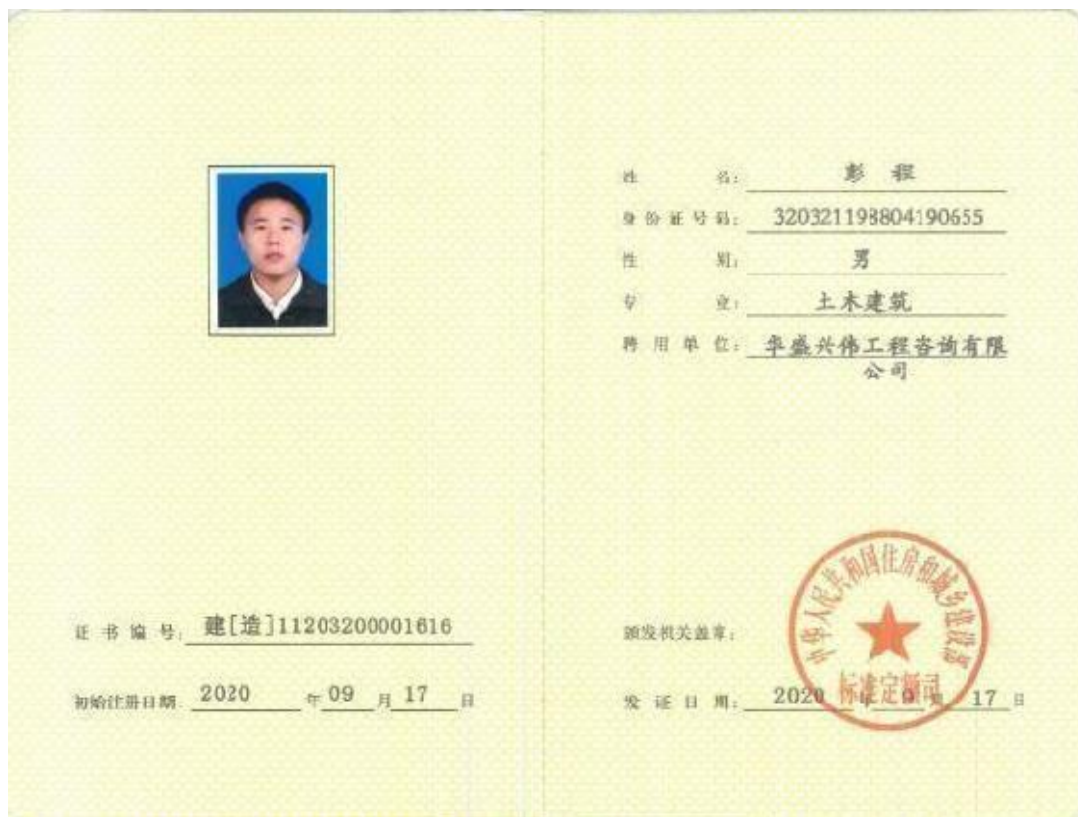 姓 名: 彭 程
身份证号码: 320321198804190655
性 别: 男
专 业: 土木建筑
聘用单位: 华盛兴伟工程咨询有限
公司
证书编号: 建[造]11203200001616
初始注册日期 2020 年 09 月 17 日
颁发机关盖章:
中华人民共和国住房和城乡建设部
标准定额司
发证日期: 2020 年 9 月 17 日